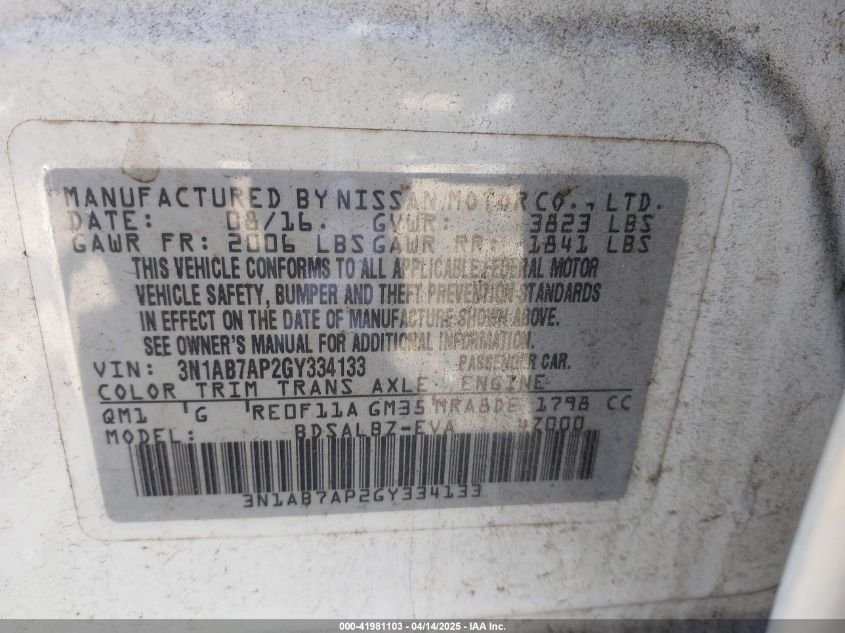 MANUFACTURED BY NISSAN MOTOR CO., LTD.
DATE: 08/16. GVWR: 3823 LBS
GAWR FR: 2006 LBS GAWR RR: 1841 LBS
THIS VEHICLE CONFORMS TO ALL APPLICABLE FEDERAL MOTOR
VEHICLE SAFETY, BUMPER AND THEFT PREVENTION STANDARDS
IN EFFECT ON THE DATE OF MANUFACTURE SHOWN ABOVE.
SEE OWNER'S MANUAL FOR ADDITIONAL INFORMATION.
VIN: 3N1AB7AP2GY334133 PASSENGER CAR.
COLOR TRIM TRANS AXLE ENGINE
QM1 G RE0F11A GM35 MRA8DE 1798 CC
MODEL: BDSALBZ-EVA 47000
3N1AB7AP2GY334133
000-41981103 - 04/14/2025 - IAA Inc.